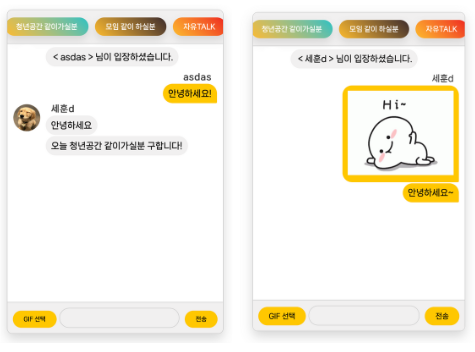 청년공간 같이가실분
모임 같이 하실분
자유TALK
< asdas > 님이 입장하셨습니다.
asdas
안녕하세요!
세훈d
안녕하세요
오늘 청년공간 같이가실분 구합니다!
GIF 선택
전송
청년공간 같이가실분
모임 같이 하실분
자유TALK
< 세훈d > 님이 입장하셨습니다.
세훈d
Hi~
안녕하세요~
GIF 선택
전송